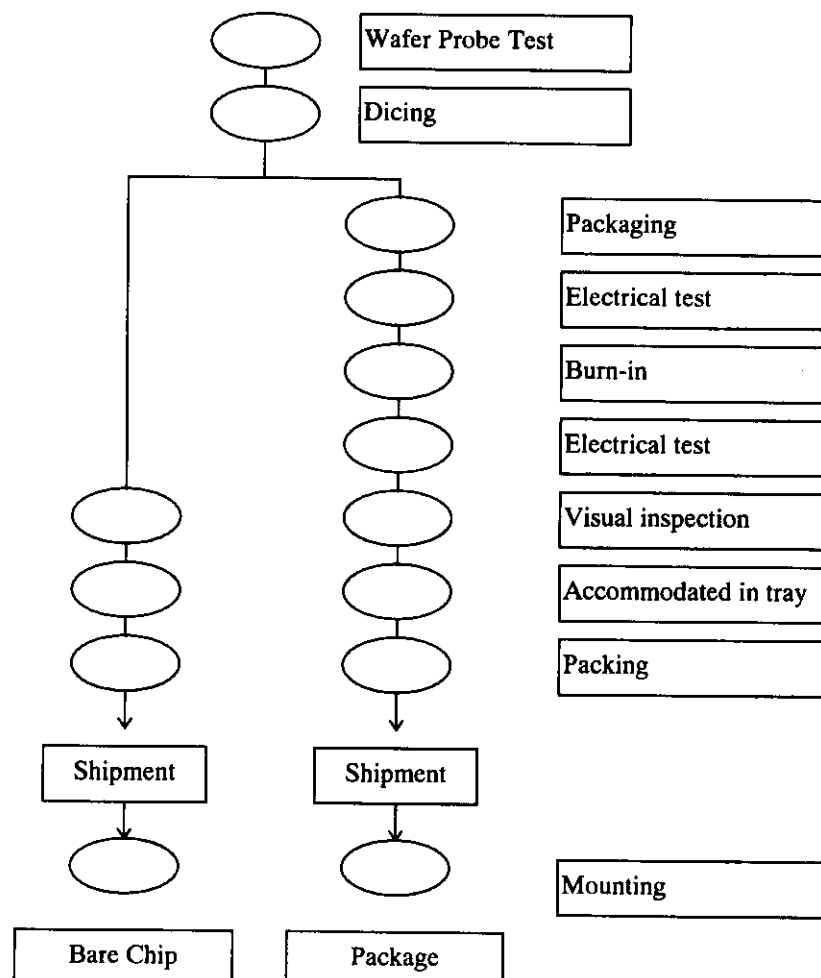 Wafer Probe Test
Dicing
Packaging
Electrical test
Burn-in
Electrical test
Visual inspection
Accommodated in tray
Packing
Shipment
Shipment
Mounting
Bare Chip
Package